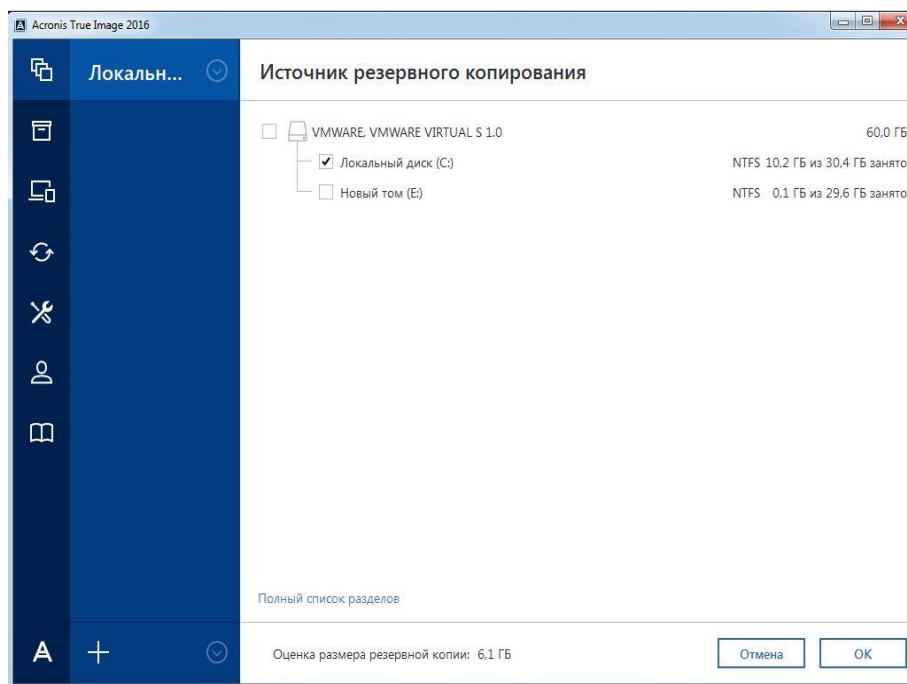 Acronis True Image 2016
Локальн...
Источник резервного копирования
VMWARE, VMWARE VIRTUAL S 1.0 60,0 ГБ
Локальный диск (C:) NTFS 10,2 ГБ из 30,4 ГБ занято
Новый том (E:) NTFS 0,1 ГБ из 29,6 ГБ занято
Полный список разделов
Оценка размера резервной копии: 6,1 ГБ
Отмена
ОК